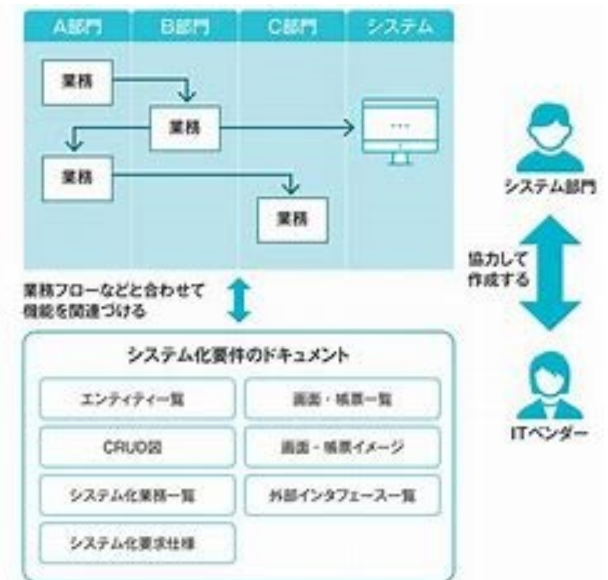 A部門
B部門
C部門
システム
業務
業務
...
業務
業務
システム部門
協力して
作成する
業務フローなどと合わせて
機能を関連づける
システム化要件のドキュメント
エンティティ一覧
画面・帳票一覧
CRUD図
画面・帳票イメージ
システム化業務一覧
外部インタフェース一覧
システム化要求仕様
ITベンダー